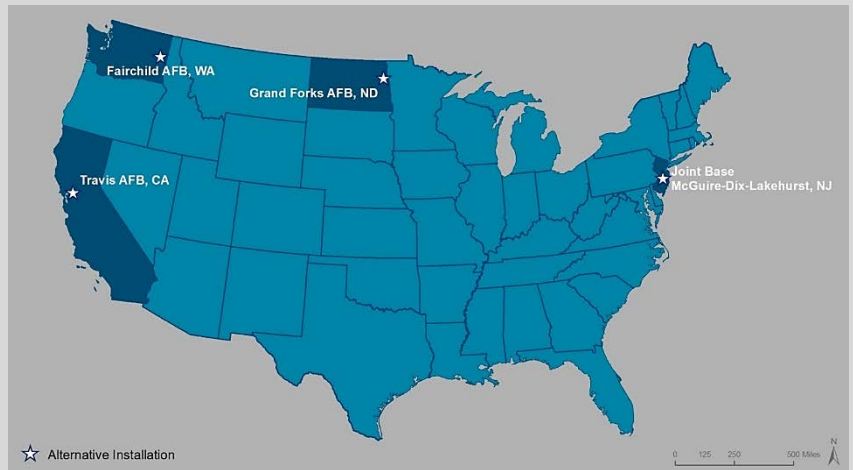 Fairchild AFB, WA
Grand Forks AFB, ND
Travis AFB, CA
Joint Base
McGuire-Dix-Lakehurst, NJ
Alternative Installation
0 125 250 500 Miles
N